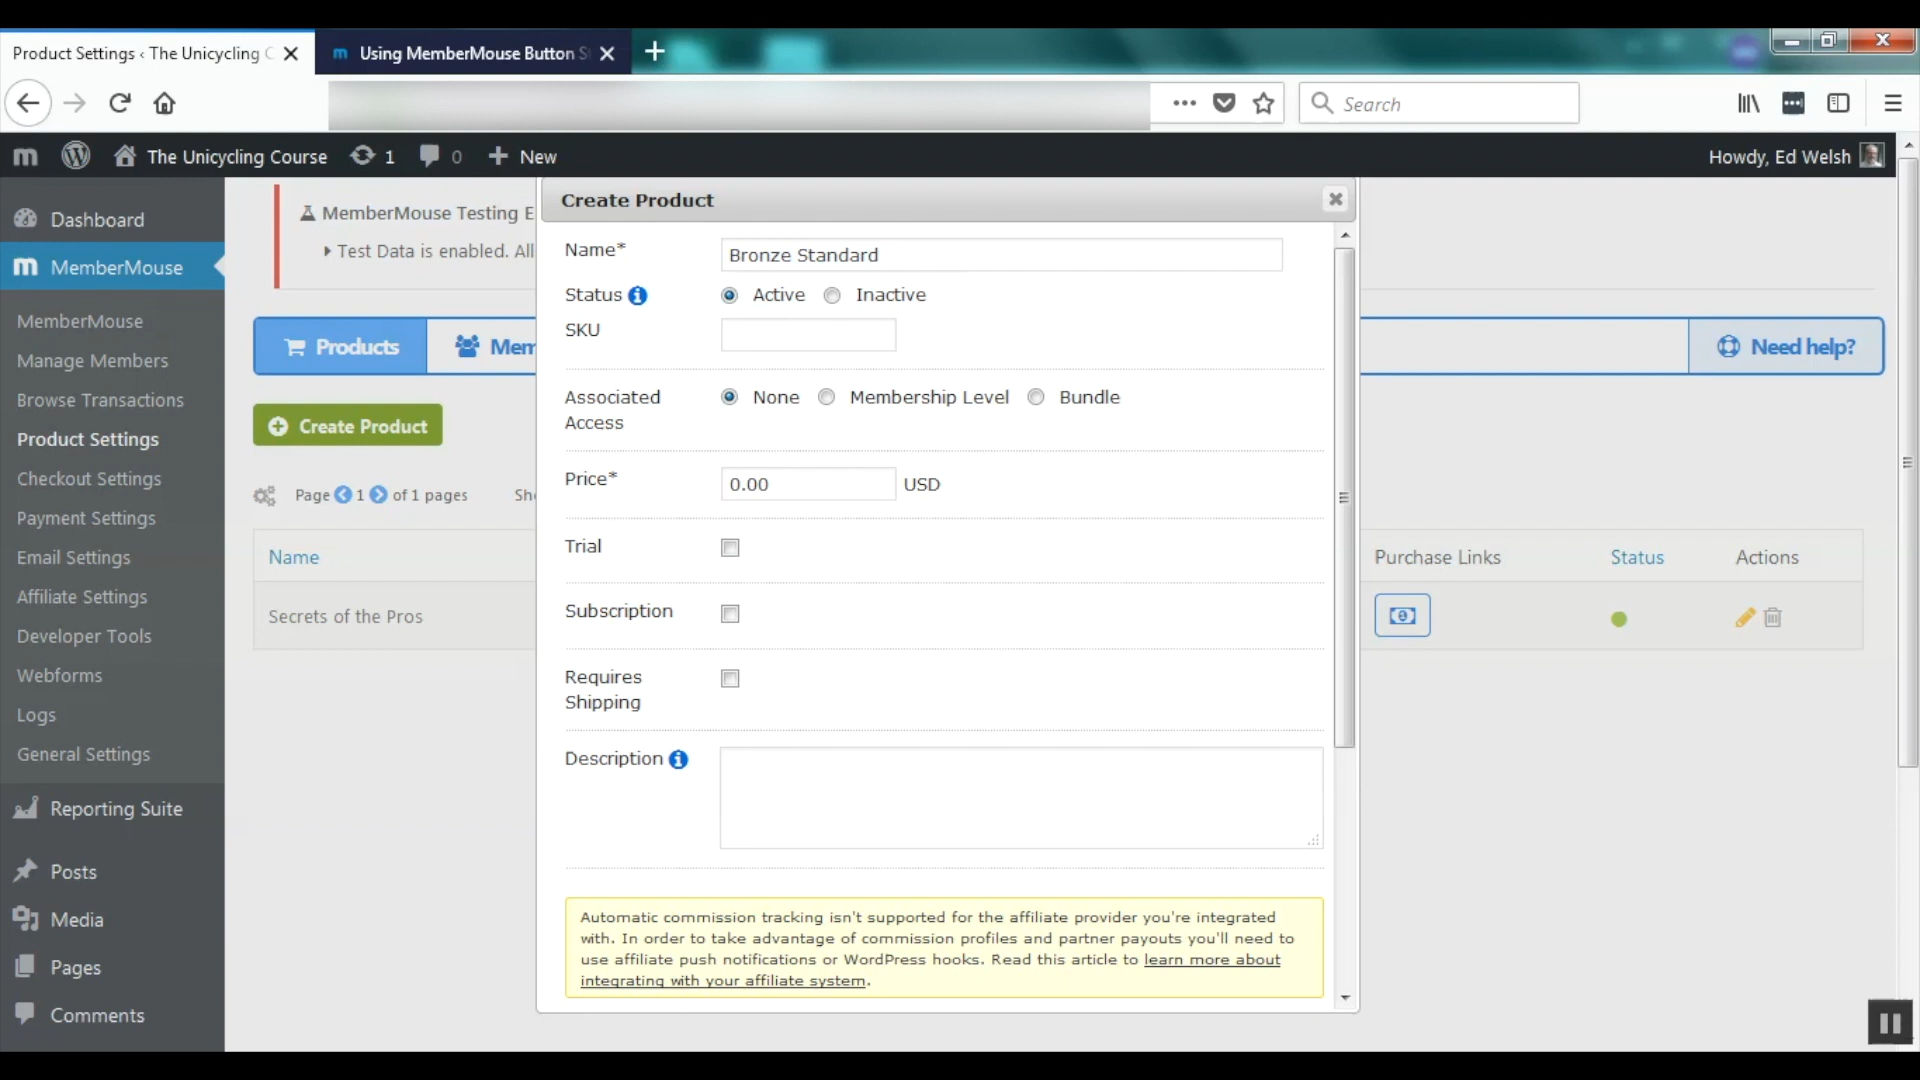 Product Settings ‹ The Unicycling C
Using MemberMouse Button S
Search
The Unicycling Course
1
0
New
Howdy, Ed Welsh
Dashboard
MemberMouse
MemberMouse
Manage Members
Browse Transactions
Product Settings
Checkout Settings
Payment Settings
Email Settings
Affiliate Settings
Developer Tools
Webforms
Logs
General Settings
Reporting Suite
Posts
Media
Pages
Comments
MemberMouse Testing E
Test Data is enabled. All
Products
Mem
Need help?
Create Product
Page 1 of 1 pages
Sho
Name
Purchase Links
Status
Actions
Secrets of the Pros
Create Product
Name*
Bronze Standard
Status
Active
Inactive
SKU
Associated
Access
None
Membership Level
Bundle
Price*
0.00
USD
Trial
Subscription
Requires
Shipping
Description
Automatic commission tracking isn't supported for the affiliate provider you're integrated
with. In order to take advantage of commission profiles and partner payouts you'll need to
use affiliate push notifications or WordPress hooks. Read this article to learn more about
integrating with your affiliate system.